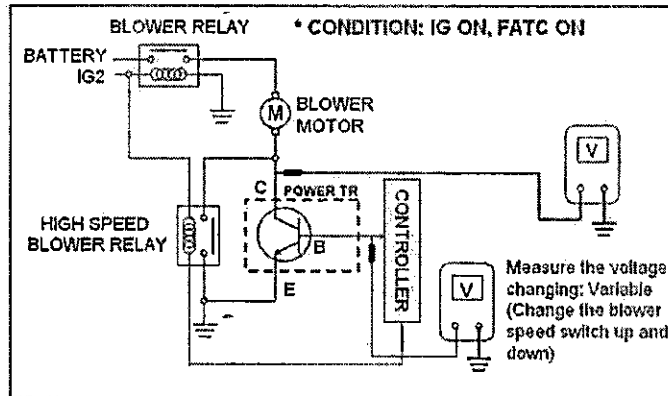 BLOWER RELAY
* CONDITION: IG ON, FATC ON
BATTERY
IG2
M
BLOWER
MOTOR
V
C
POWER TR
CONTROLLER
HIGH SPEED
BLOWER RELAY
B
E
V
Measure the voltage
changing: Variable
(Change the blower
speed switch up and
down)